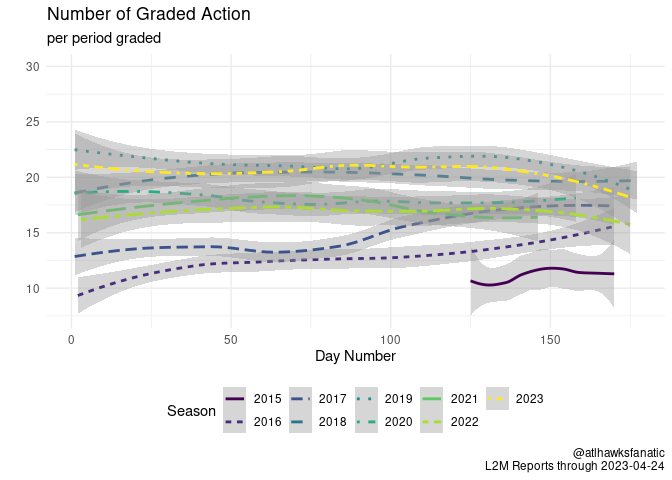 Number of Graded Action
per period graded
30
25
20
15
10
0 50 100 150
Day Number
Season
2015 2017 2019 2021 2023
2016 2018 2020 2022
@atlhawksfanatic
L2M Reports through 2023-04-24